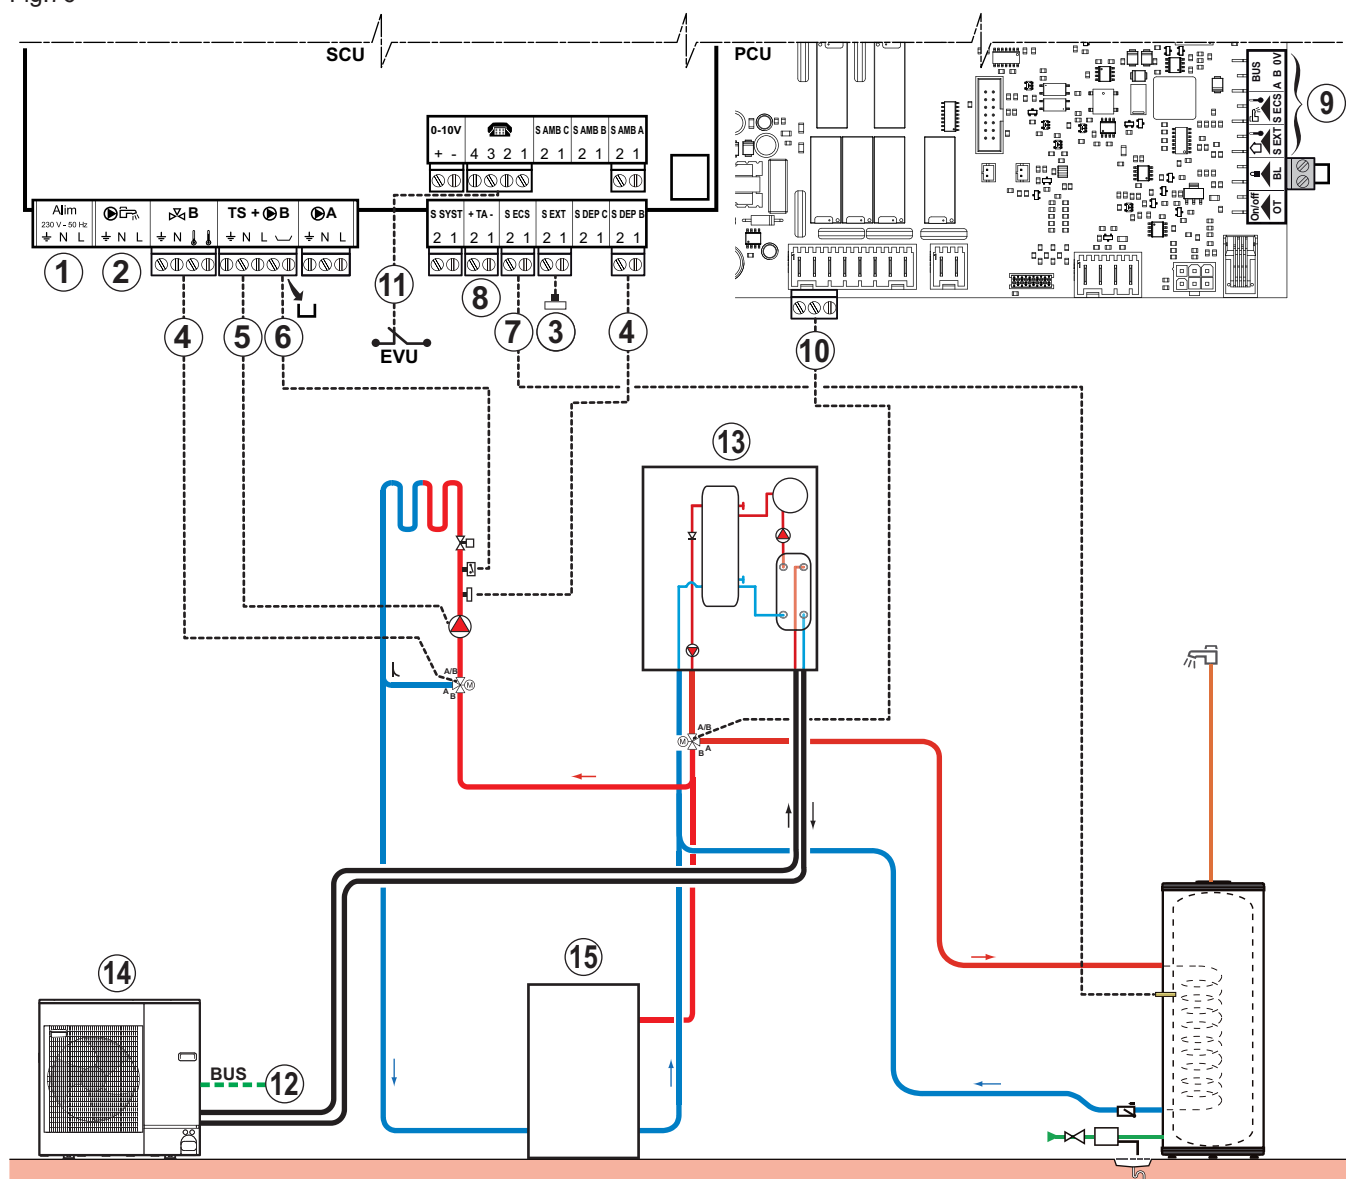 SCU
PCU
0-10V
S AMB C S AMB B S AMB A
+ - 4 3 2 1 2 1 2 1 2 1
Alim
230 V - 50 Hz
N L
N L
B
N
TS + B
N L
A
N L
S SYST + TA - S ECS S EXT S DEP C S DEP B
2 1 2 1 2 1 2 1 2 1 2 1
BUS
A B 0V
S ECS
S EXT
BL
On/off
OT
1
2
3
4
5
6
7
8
4
9
10
11
EVU
13
A/B
A
B
M
A/B
A
B
M
14
15
BUS
12